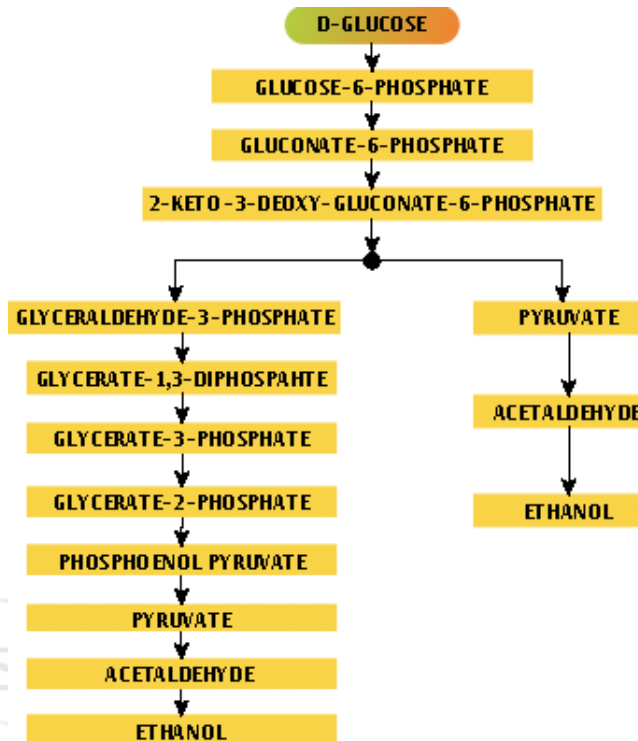 D-GLUCOSE
GLUCOSE-6-PHOSPHATE
GLUCONATE-6-PHOSPHATE
2-KETO-3-DEOXY-GLUCONATE-6-PHOSPHATE
GLYCERALDEHYDE-3-PHOSPHATE
GLYCERATE-1,3-DIPHOSPAHTE
GLYCERATE-3-PHOSPHATE
GLYCERATE-2-PHOSPHATE
PHOSPHOENOL PYRUVATE
PYRUVATE
ACETALDEHYDE
ETHANOL
PYRUVATE
ACETALDEHYDE
ETHANOL